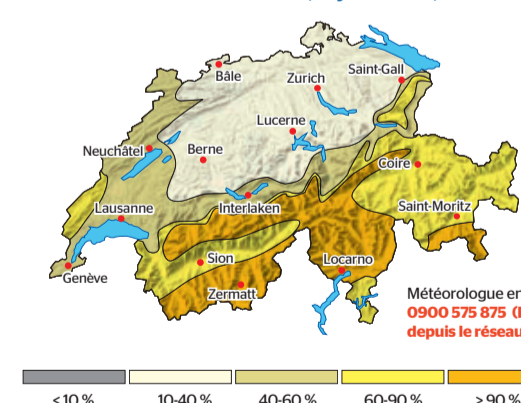 Bâle
Zurich
Saint-Gall
Lucerne
Neuchâtel
Berne
Coire
Lausanne
Interlaken
Saint-Moritz
Sion
Locarno
Genève
Zermatt
Météorologue en
0900 575 875
depuis le réseau
<10 % 10-40 % 40-60 % 60-90 % >90 %